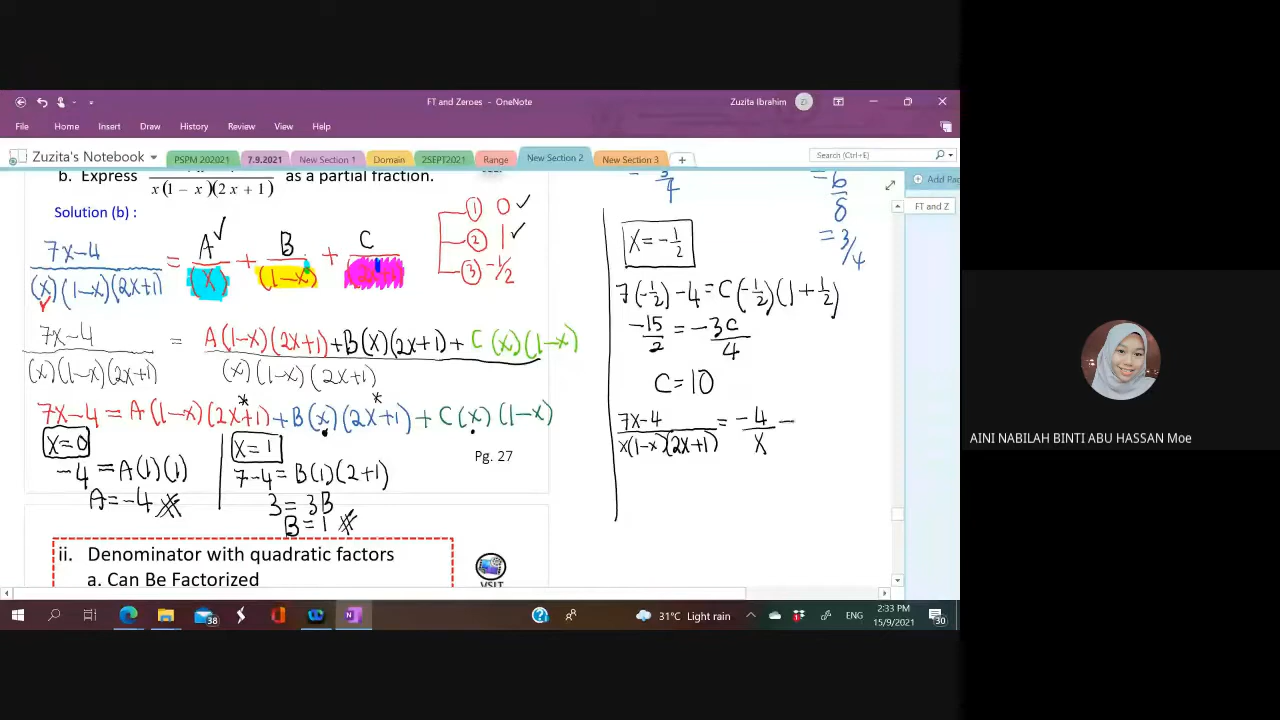 FT and Zeroes - OneNote
Zuzita Ibrahim
File Home Insert Draw History Review View Help
Zuzita's Notebook
PSPM 202021 7.9.2021 New Section 1 Domain 2SEPT2021 Range New Section 2 New Section 3 +
Search (Ctrl+E)
Add Pag
FT and Z
b. Express
x(1 − x)(2x + 1)
as a partial fraction.
Solution (b) :
① 0 ✓
② 1 ✓
③ -1/2
7x-4 = A ✓ + B + C
(x)(1-x)(2x+1) (x) (1-x)
7x-4 = A(1-x)(2x+1)+B(x)(2x+1)+C(x)(1-x)
(x)(1-x)(2x+1) (x)(1-x)(2x+1)
7x-4 = A(1-x)(2x+1)+B(x)(2x+1)+C(x)(1-x)
x=0
-4 = A(1)(1)
A=-4
x=1
7-4 = B(1)(2+1)
3 = 3B
B = 1
Pg. 27
ii. Denominator with quadratic factors
a. Can Be Factorized
VSIT
= 6/8
= 3/4
x=-1/2
7(-1/2)-4=C(-1/2)(1+1/2)
-15/2 = -3C/4
C=10
7x-4 = -4 -
x(1-x)(2x+1) x
AINI NABILAH BINTI ABU HASSAN Moe
38
31°C Light rain
ENG
2:33 PM
15/9/2021
30